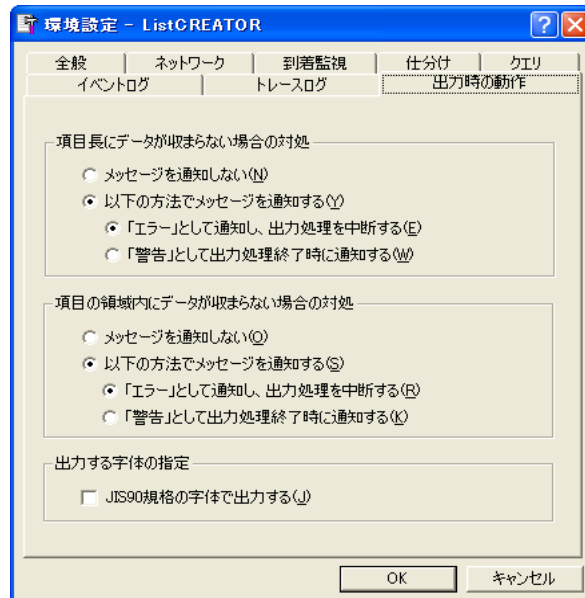 環境設定 - ListCREATOR
全般 ネットワーク 到着監視 仕分け クエリ
イベントログ トレースログ 出力時の動作
項目長にデータが収まらない場合の対処
メッセージを通知しない(N)
以下の方法でメッセージを通知する(Y)
「エラー」として通知し、出力処理を中断する(E)
「警告」として出力処理終了時に通知する(W)
項目の領域内にデータが収まらない場合の対処
メッセージを通知しない(O)
以下の方法でメッセージを通知する(S)
「エラー」として通知し、出力処理を中断する(R)
「警告」として出力処理終了時に通知する(K)
出力する字体の指定
JIS90規格の字体で出力する(J)
OK キャンセル